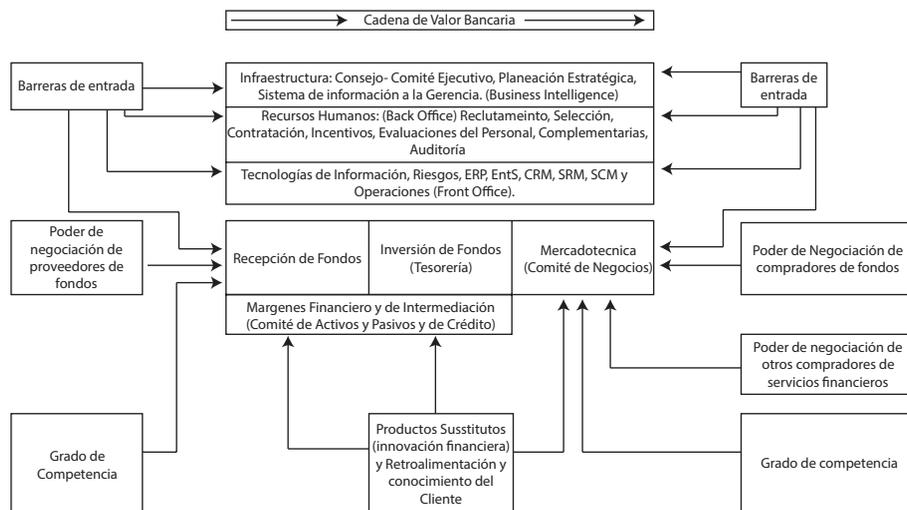 Cadena de Valor Bancaria
Barreras de entrada
Infraestructura: Consejo- Comité Ejecutivo, Planeación Estratégica,
Sistema de información a la Gerencia. (Business Intelligence)
Barreras de
entrada
Recursos Humanos: (Back Office) Reclutameinto, Selección,
Contratación, Incentivos, Evaluaciones del Personal, Complementarias,
Auditoría
Tecnologías de Información, Riesgos, ERP, EntS, CRM, SRM, SCM y
Operaciones (Front Office).
Poder de
negociación de
proveedores de
fondos
Recepción de Fondos
Inversión de Fondos
(Tesorería)
Mercadotecnica
(Comité de Negocios)
Poder de Negociación de
compradores de fondos
Margenes Financiero y de Intermediación
(Comité de Activos y Pasivos y de Crédito)
Poder de negociación de
otros compradores de
servicios financieros
Grado de
Competencia
Productos Susstitutos
(innovación financiera)
y Retroalimentación y
conocimiento del
Cliente
Grado de competencia